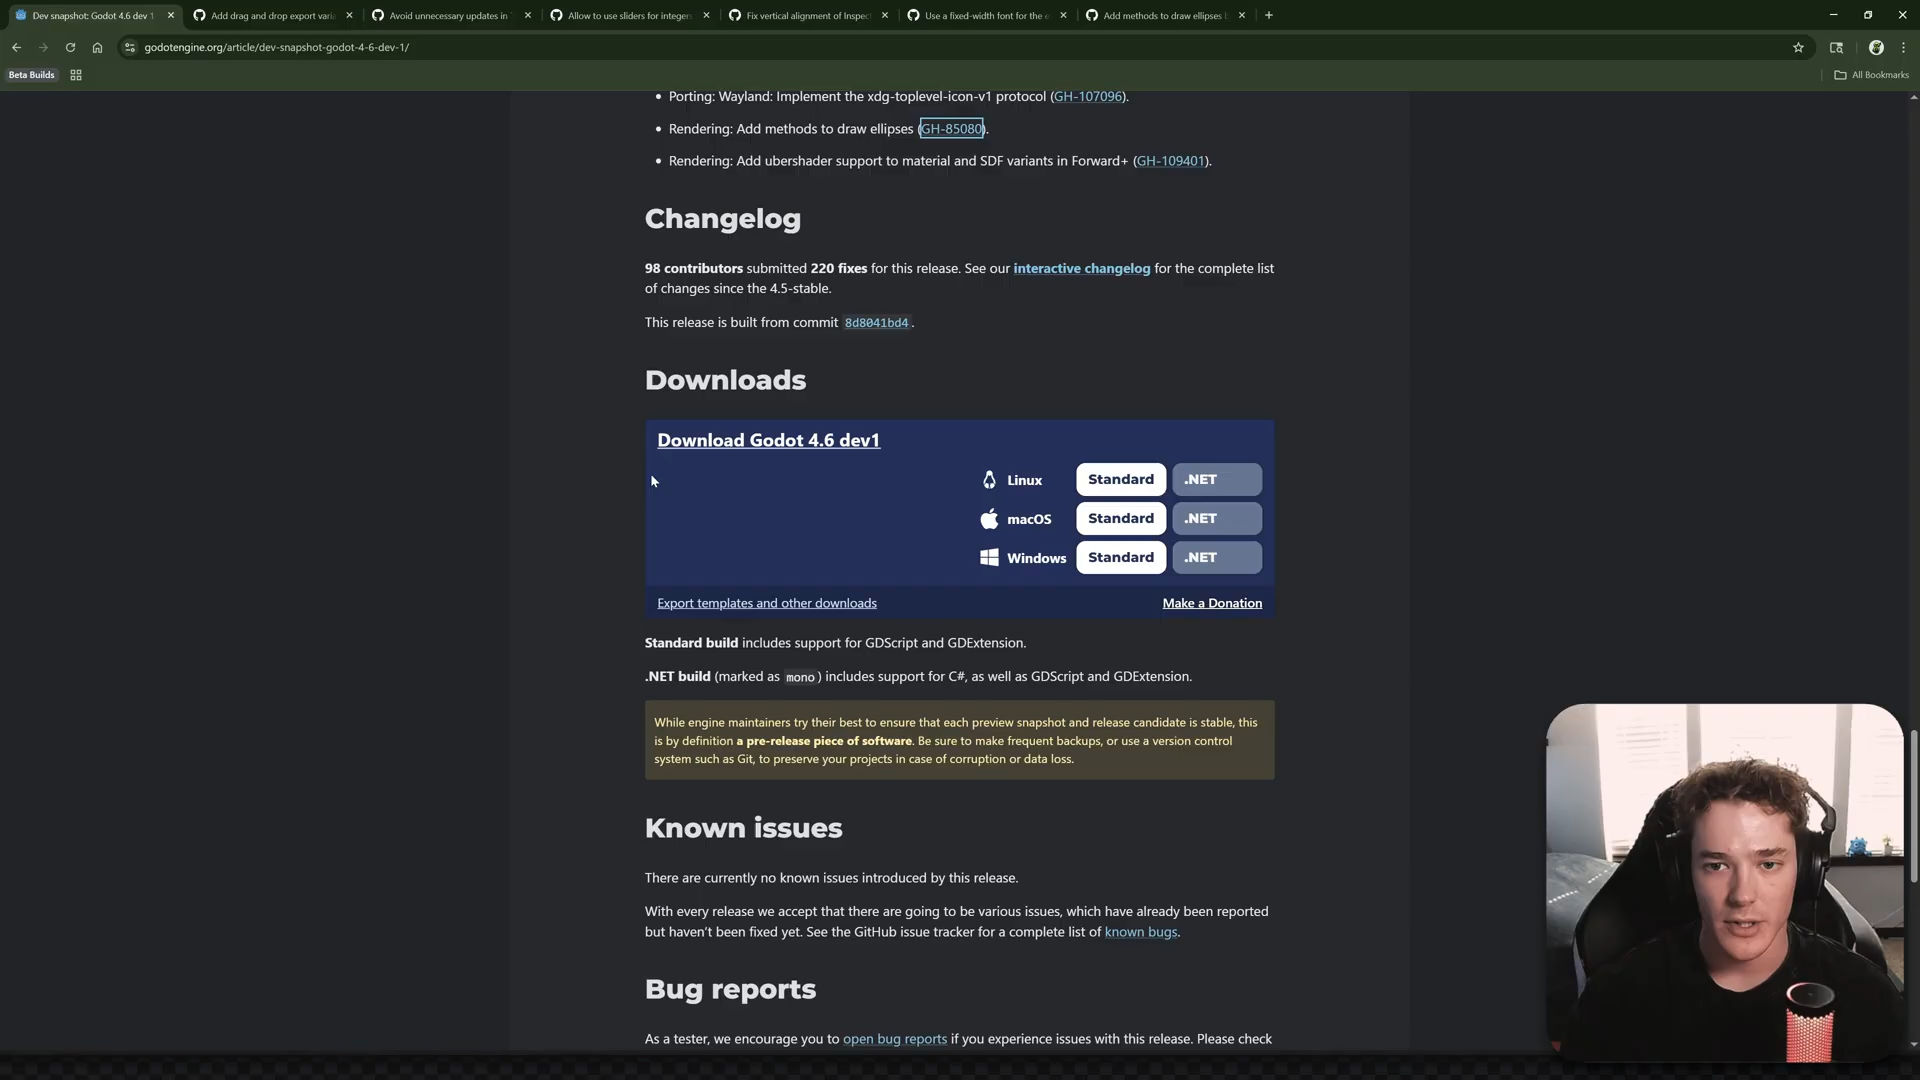 Dev snapshot: Godot 4.6 dev 1
Add drag and drop export vari
Avoid unnecessary updates in
Allow to use sliders for integer
Fix vertical alignment of Inspec
Use a fixed-width font for the e
Add methods to draw ellipses
godotengine.org/article/dev-snapshot-godot-4-6-dev-1/
Beta Builds
All Bookmarks
• Porting: Wayland: Implement the xdg-toplevel-icon-v1 protocol (GH-107096).
• Rendering: Add methods to draw ellipses (GH-85080).
• Rendering: Add ubershader support to material and SDF variants in Forward+ (GH-109401).
Changelog
98 contributors submitted 220 fixes for this release. See our interactive changelog for the complete list
of changes since the 4.5-stable.
This release is built from commit 8d8041bd4.
Downloads
Download Godot 4.6 dev1
Linux Standard .NET
macOS Standard .NET
Windows Standard .NET
Export templates and other downloads
Make a Donation
Standard build includes support for GDScript and GDExtension.
.NET build (marked as mono) includes support for C#, as well as GDScript and GDExtension.
While engine maintainers try their best to ensure that each preview snapshot and release candidate is stable, this
is by definition a pre-release piece of software. Be sure to make frequent backups, or use a version control
system such as Git, to preserve your projects in case of corruption or data loss.
Known issues
There are currently no known issues introduced by this release.
With every release we accept that there are going to be various issues, which have already been reported
but haven't been fixed yet. See the GitHub issue tracker for a complete list of known bugs.
Bug reports
As a tester, we encourage you to open bug reports if you experience issues with this release. Please check